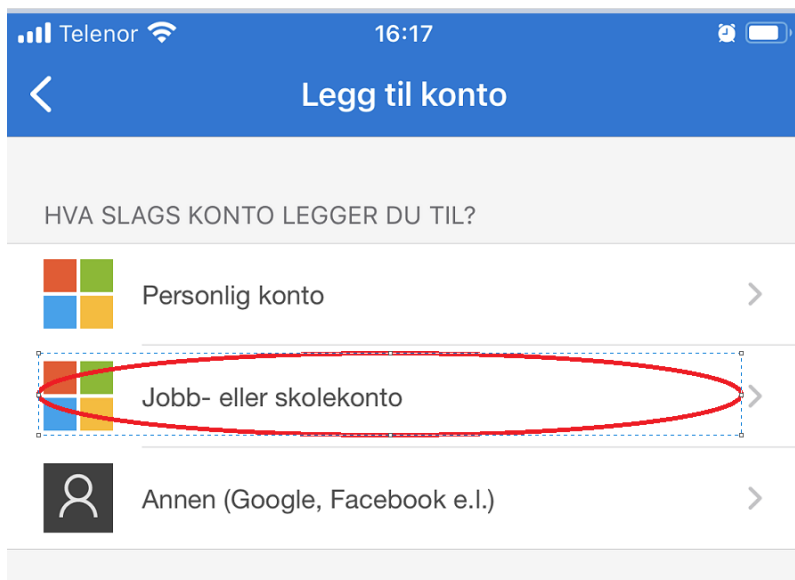 Telenor 16:17
Legg til konto
HVA SLAGS KONTO LEGGER DU TIL?
Personlig konto
Jobb- eller skolekonto
Annen (Google, Facebook e.l.)